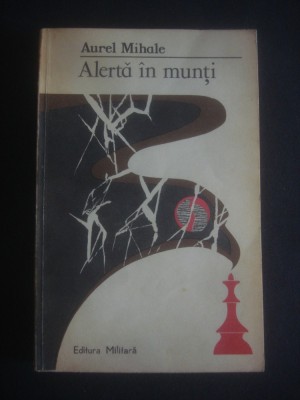 Aurel Mihale
Alertă în munți
Editura Militară